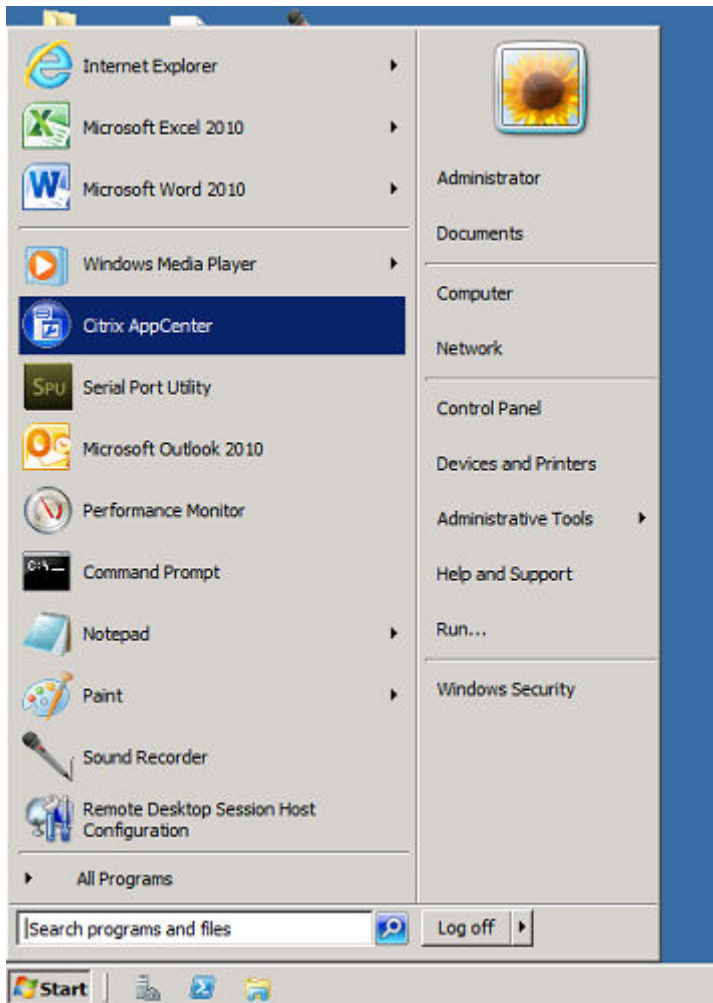 Internet Explorer
Microsoft Excel 2010
Microsoft Word 2010
Windows Media Player
Citrix AppCenter
SPU
Serial Port Utility
Microsoft Outlook 2010
Performance Monitor
C:\
Command Prompt
Notepad
Paint
Sound Recorder
Remote Desktop Session Host
Configuration
All Programs
Search programs and files
Administrator
Documents
Computer
Network
Control Panel
Devices and Printers
Administrative Tools
Help and Support
Run...
Windows Security
Log off
Start